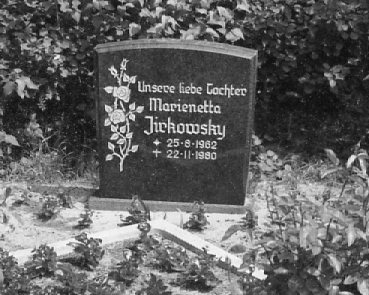 Unsere liebe Tochter
Marienetta
Jirkowsky
* 25·8·1962
+ 22·11·1980